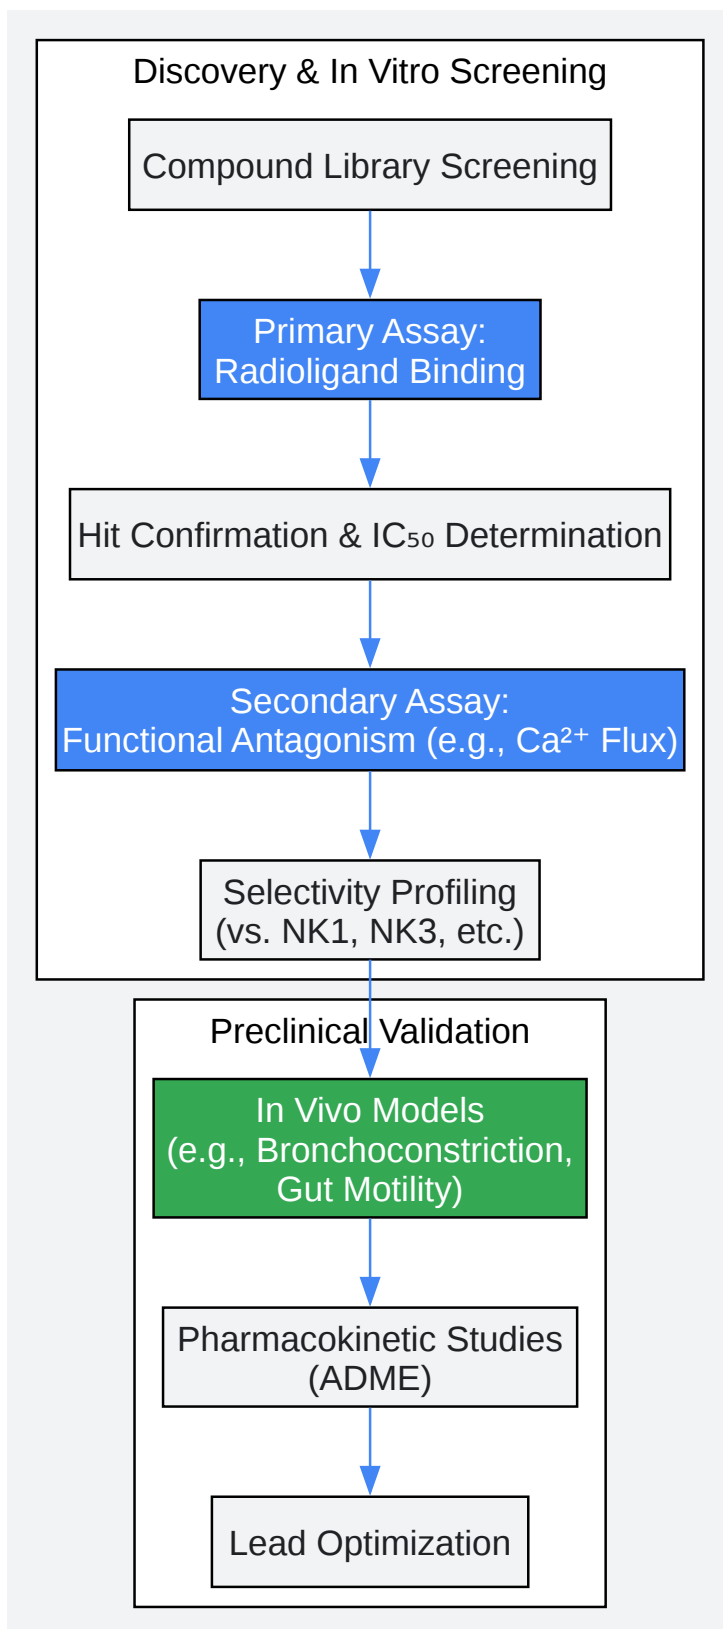 Discovery & In Vitro Screening
Compound Library Screening
Primary Assay:
Radioligand Binding
Hit Confirmation & IC₅₀ Determination
Secondary Assay:
Functional Antagonism (e.g., Ca²⁺ Flux)
Selectivity Profiling
(vs. NK1, NK3, etc.)
Preclinical Validation
In Vivo Models
(e.g., Bronchoconstriction,
Gut Motility)
Pharmacokinetic Studies
(ADME)
Lead Optimization